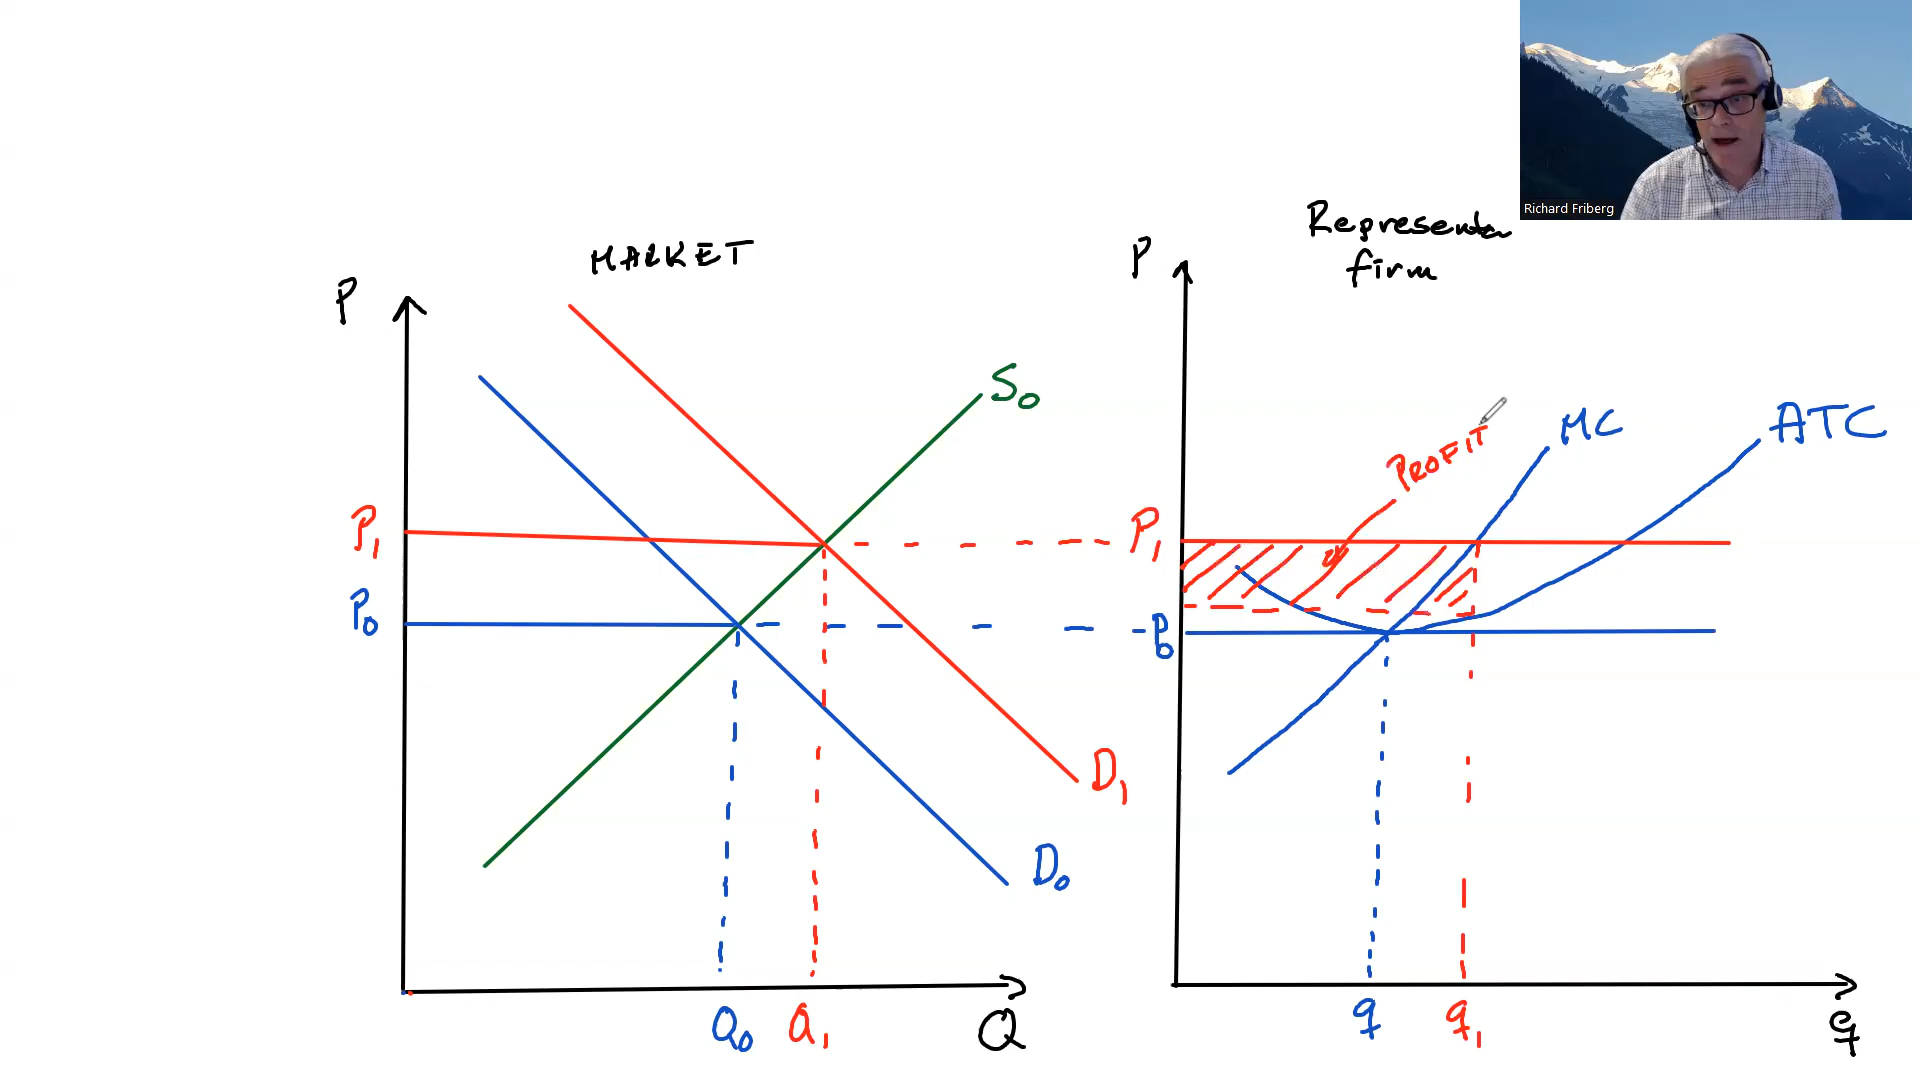 Richard Friberg
MARKET
Representa
firm
P
P
S₀
MC
ATC
PROFIT
P₁
P₁
P₀
P₀
D₁
D₀
Q₀
Q₁
Q
q
q₁
q